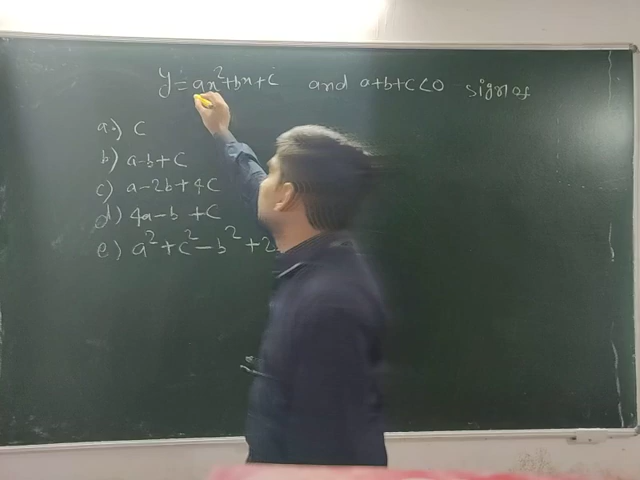 y = ax²+bx+c and a+b+c<0 sign of
a) c
b) a-b+c
c) a-2b+4c
d) 4a-b+c
e) a²+c²-b²+2